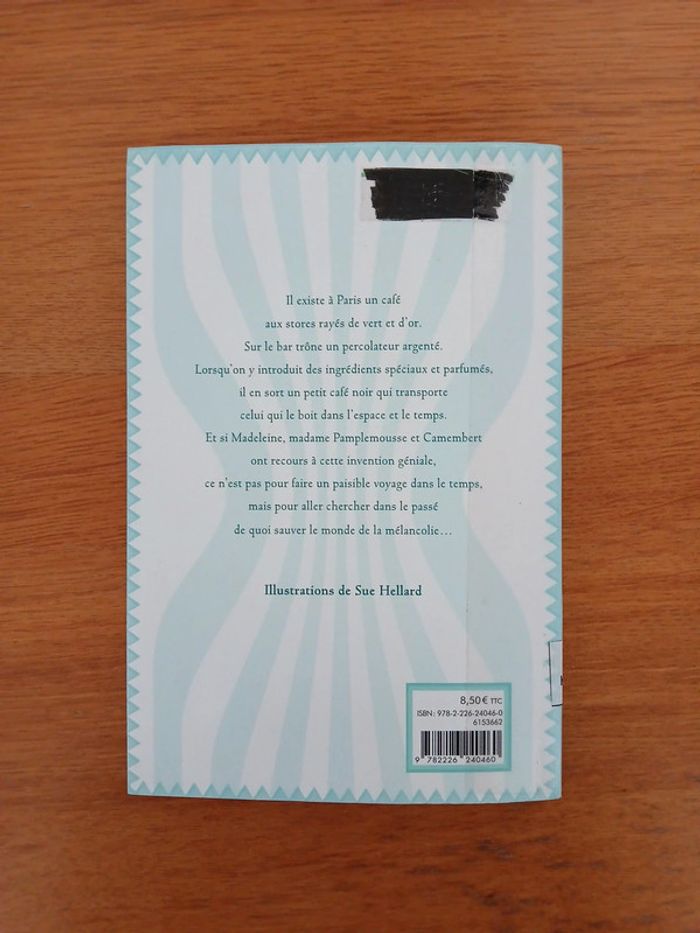 Il existe à Paris un café
aux stores rayés de vert et d'or.
Sur le bar trône un percolateur argenté.
Lorsqu'on y introduit des ingrédients spéciaux et parfumés,
il en sort un petit café noir qui transporte
celui qui le boit dans l'espace et le temps.
Et si Madeleine, madame Pamplemousse et Camembert
ont recours à cette invention géniale,
ce n'est pas pour faire un paisible voyage dans le temps,
mais pour aller chercher dans le passé
de quoi sauver le monde de la mélancolie…
Illustrations de Sue Hellard
8,50 € TTC
ISBN : 978-2-226-24046-0
6153662
9 782226 240460